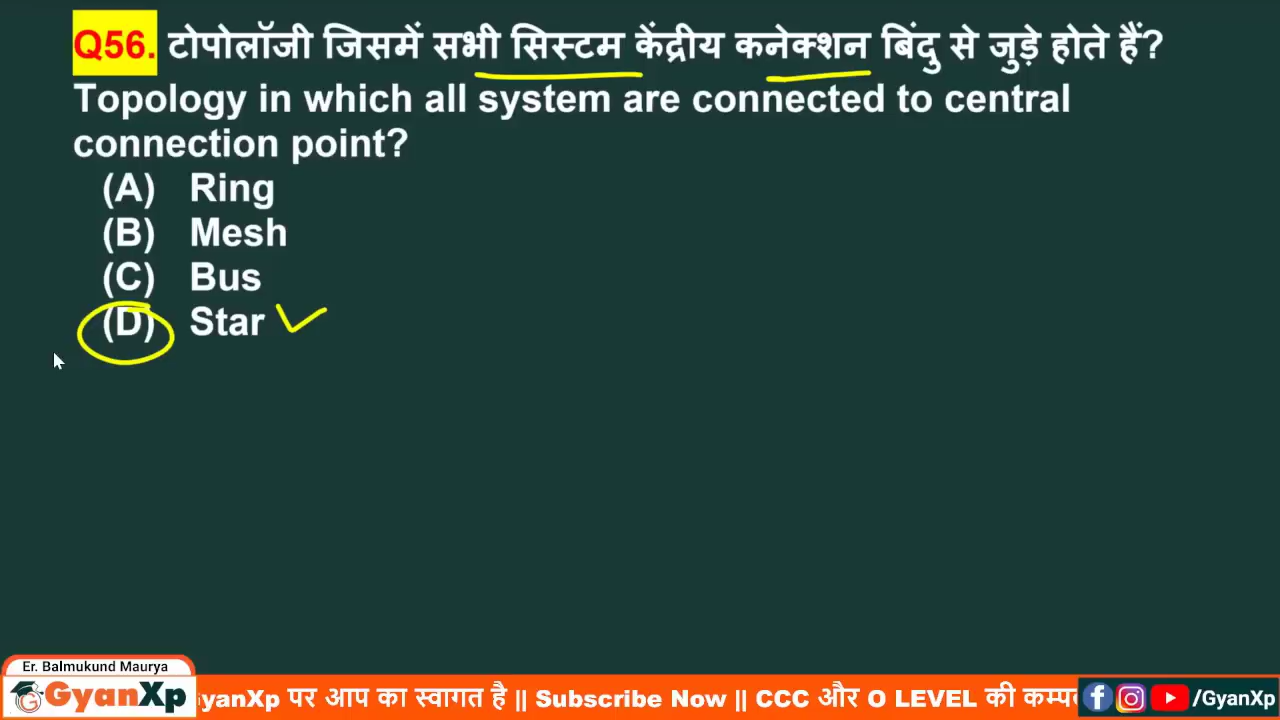 Q56. टोपोलॉजी जिसमें सभी सिस्टम केंद्रीय कनेक्शन बिंदु से जुड़े होते हैं?
Topology in which all system are connected to central
connection point?
(A) Ring
(B) Mesh
(C) Bus
(D) Star
Er. Balmukund Maurya
GyanXp
GyanXp पर आप का स्वागत है || Subscribe Now || CCC और O LEVEL की
/GyanXp